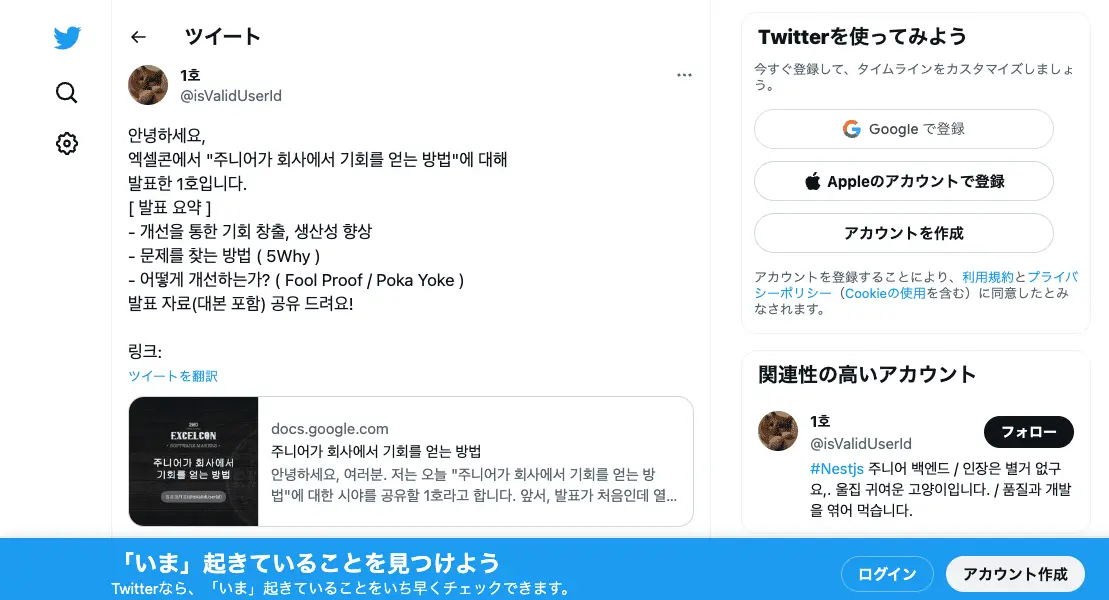 ツイート
1호
@isValidUserId
안녕하세요,
엑셀콘에서 "주니어가 회사에서 기회를 얻는 방법"에 대해
발표한 1호입니다.
[ 발표 요약 ]
- 개선을 통한 기회 창출, 생산성 향상
- 문제를 찾는 방법 ( 5Why )
- 어떻게 개선하는가? ( Fool Proof / Poka Yoke )
발표 자료(대본 포함) 공유 드려요!
링크:
ツイートを翻訳
EXCELCON
주니어가 회사에서
기회를 얻는 방법
docs.google.com
주니어가 회사에서 기회를 얻는 방법
안녕하세요, 여러분. 저는 오늘 "주니어가 회사에서 기회를 얻는 방
법"에 대한 시야를 공유할 1호라고 합니다. 앞서, 발표가 처음인데 열...
Twitterを使ってみよう
今すぐ登録して、タイムラインをカスタマイズしましょ
う。
Google で登録
Appleのアカウントで登録
アカウントを作成
アカウントを登録することにより、利用規約とプライバ
シーポリシー（Cookieの使用を含む）に同意したとみ
なされます。
関連性の高いアカウント
1호
@isValidUserId
フォロー
#Nestjs 주니어 백엔드 / 인장은 별거 없구
요,. 울집 귀여운 고양이입니다. / 품질과 개발
을 엮어 먹습니다.
「いま」起きていることを見つけよう
Twitterなら、「いま」起きていることをいち早くチェックできます。
ログイン
アカウント作成